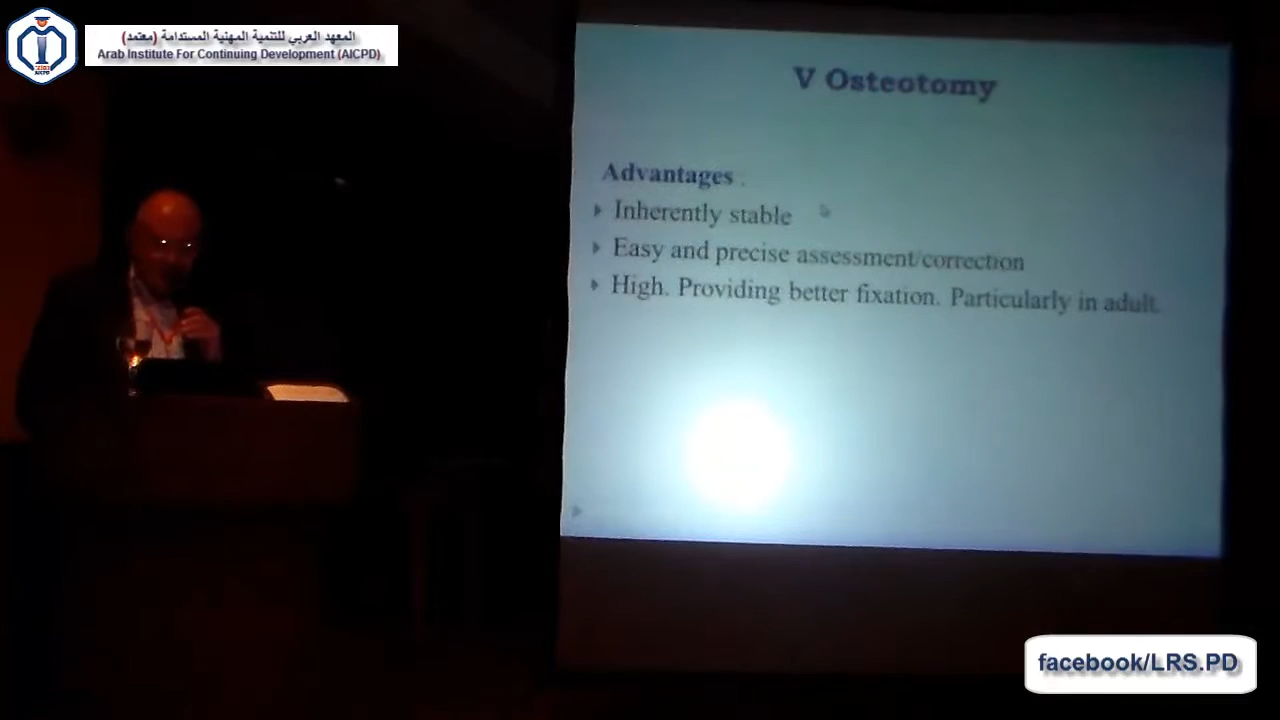 المعهد العربي للتنمية المهنية المستدامة (معتمد)
Arab Institute For Continuing Development (AICPD)
AICPD
V Osteotomy
Advantages .
Inherently stable
Easy and precise assessment/correction
High. Providing better fixation. Particularly in adult.
facebook/LRS.PD